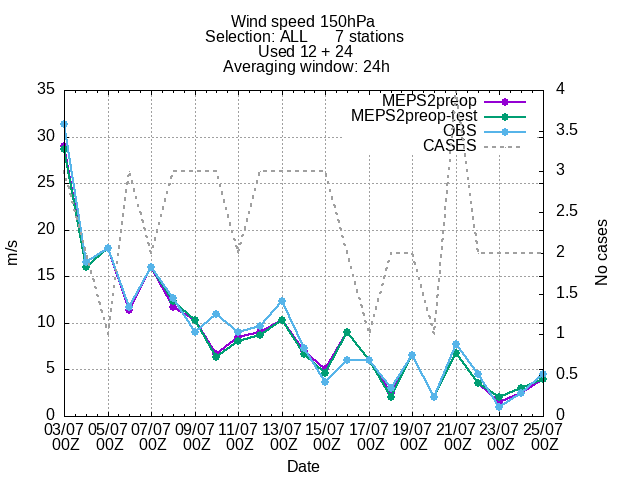 Wind speed 150hPa
Selection: ALL 7 stations
Used 12 + 24
Averaging window: 24h
MEPS2preop
MEPS2preop-test
OBS
CASES
m/s
35
30
25
20
15
10
5
0
4
3.5
3
2.5
2
1.5
1
0.5
0
No cases
03/07 05/07 07/07 09/07 11/07 13/07 15/07 17/07 19/07 21/07 23/07 25/07
00Z 00Z 00Z 00Z 00Z 00Z 00Z 00Z 00Z 00Z 00Z 00Z
Date